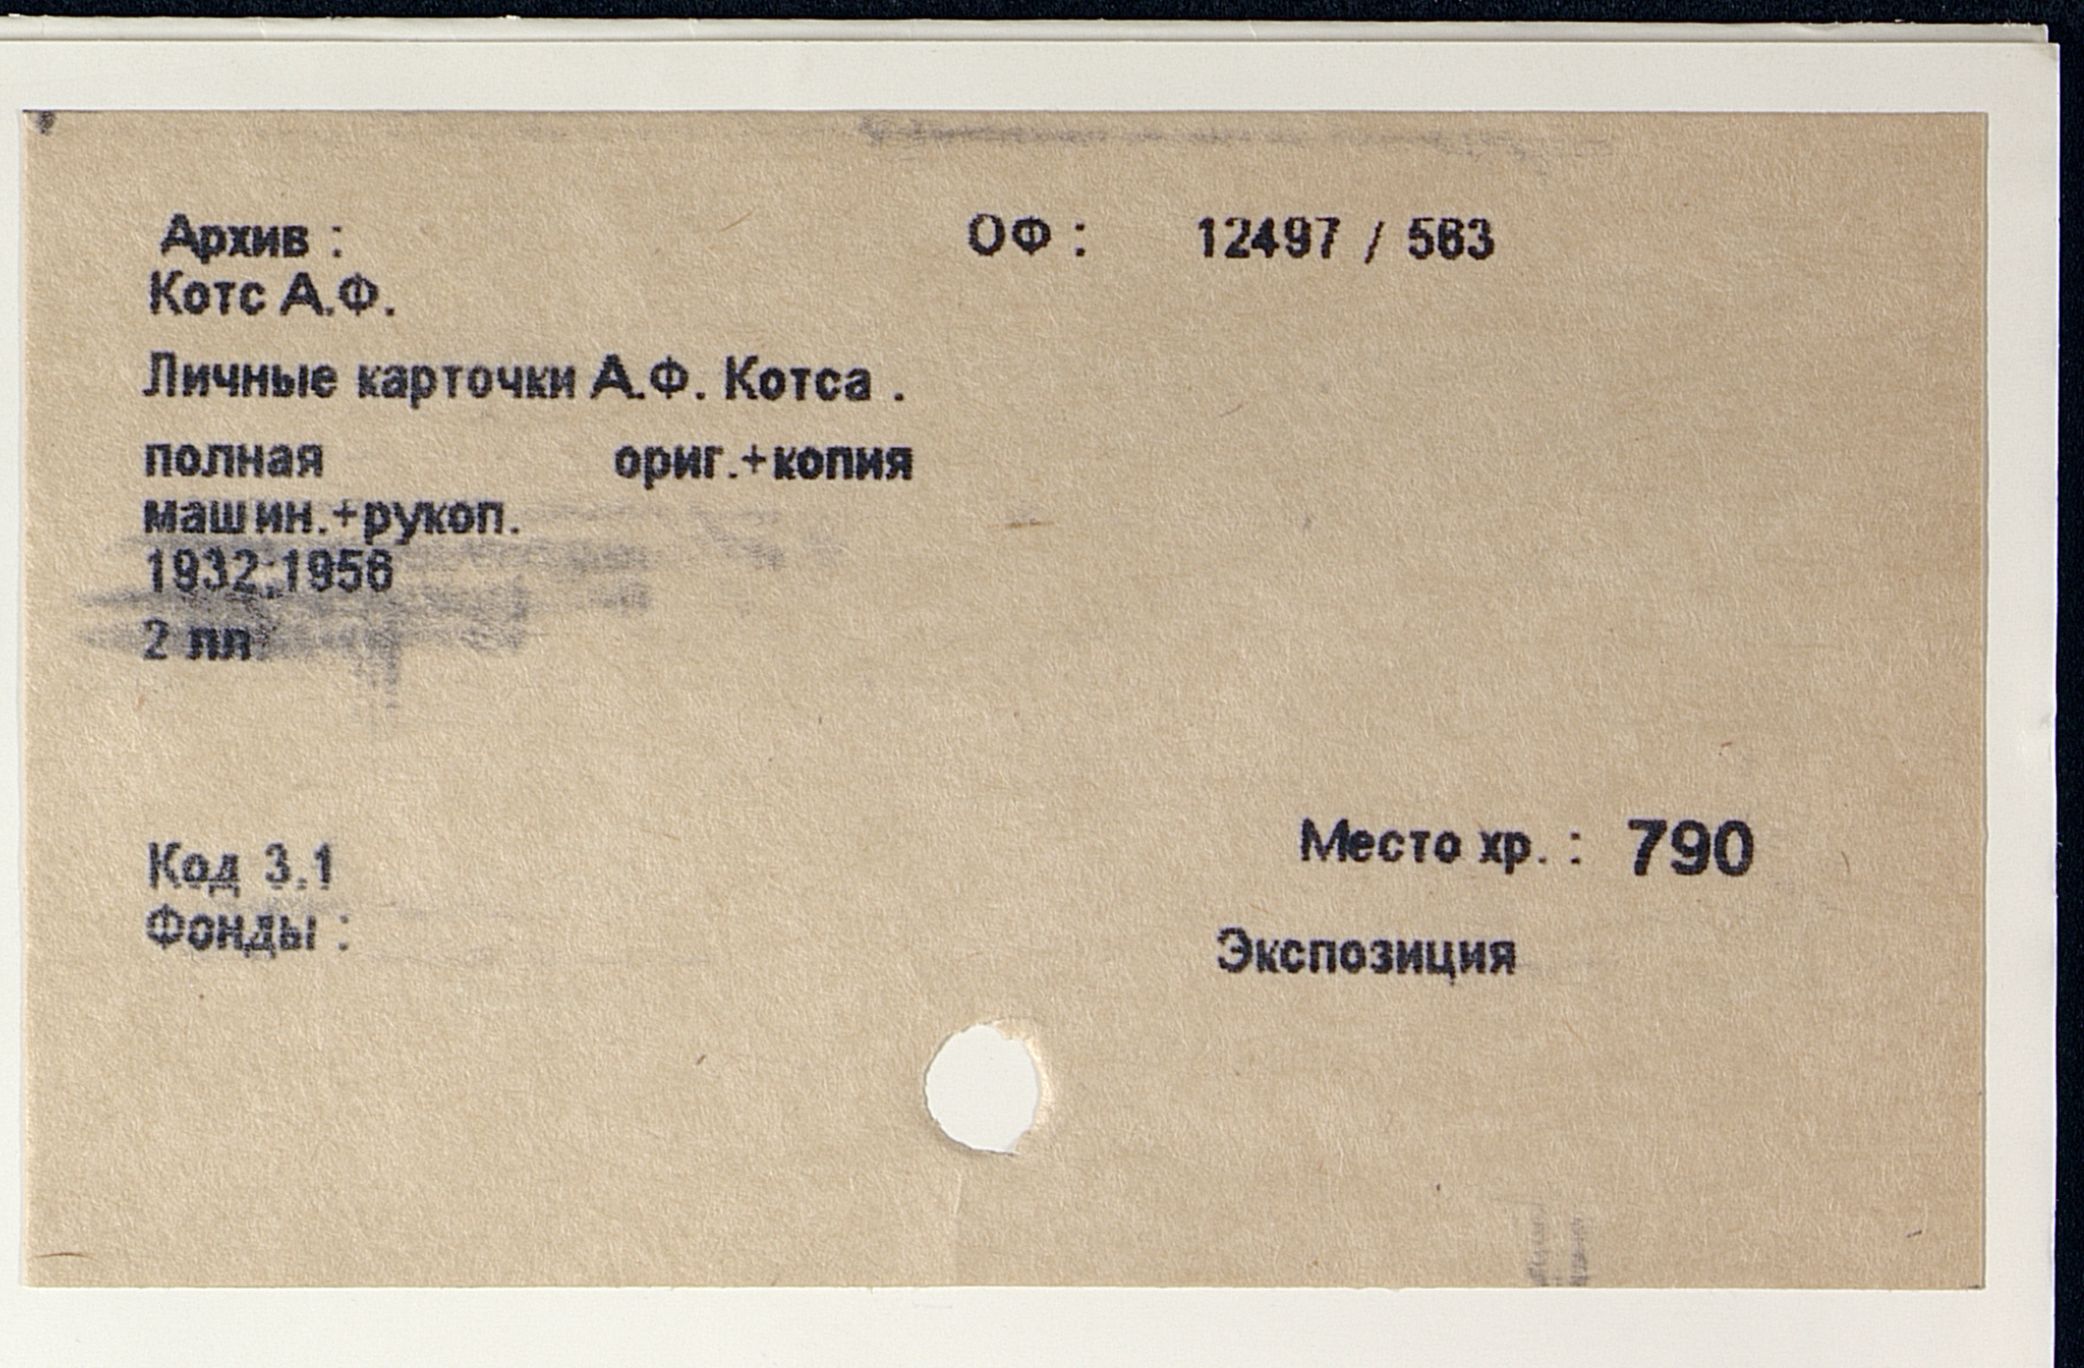 Архив : ОФ : 12497 / 563
Котс А.Ф.
Личные карточки А.Ф. Котса .
полная ориг.+копия
машин.+рукоп.
1932;1956
2 лл
Место хр. : 790
Код 3.1
Фонды :
Экспозиция